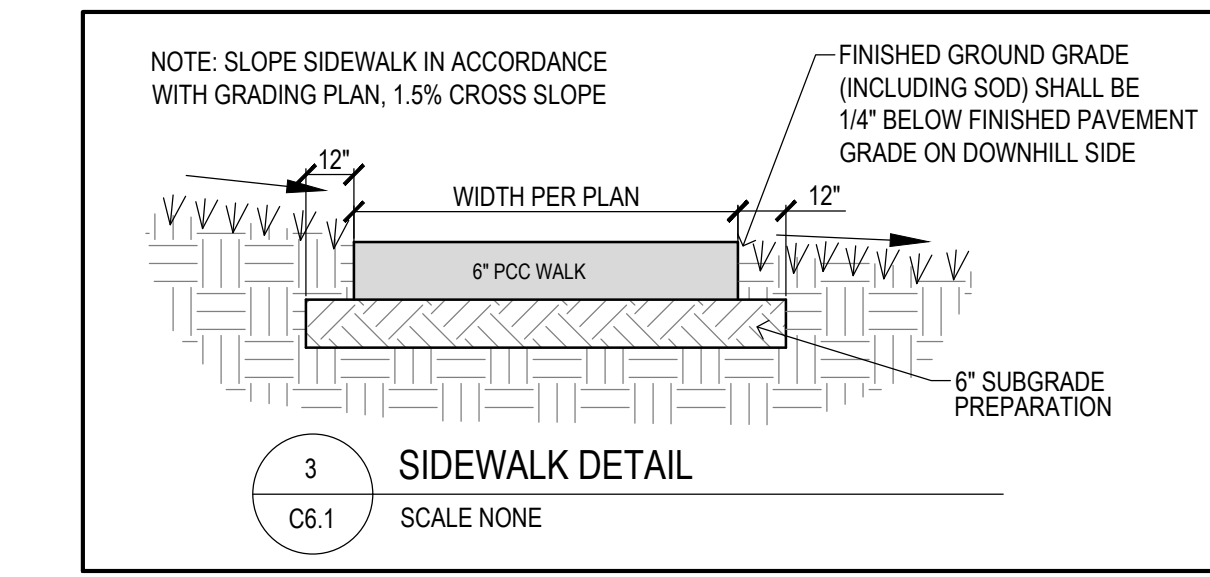 NOTE: SLOPE SIDEWALK IN ACCORDANCE
WITH GRADING PLAN, 1.5% CROSS SLOPE
FINISHED GROUND GRADE
(INCLUDING SOD) SHALL BE
1/4" BELOW FINISHED PAVEMENT
GRADE ON DOWNHILL SIDE
12"
WIDTH PER PLAN
12"
6" PCC WALK
6" SUBGRADE
PREPARATION
3
SIDEWALK DETAIL
C6.1
SCALE NONE